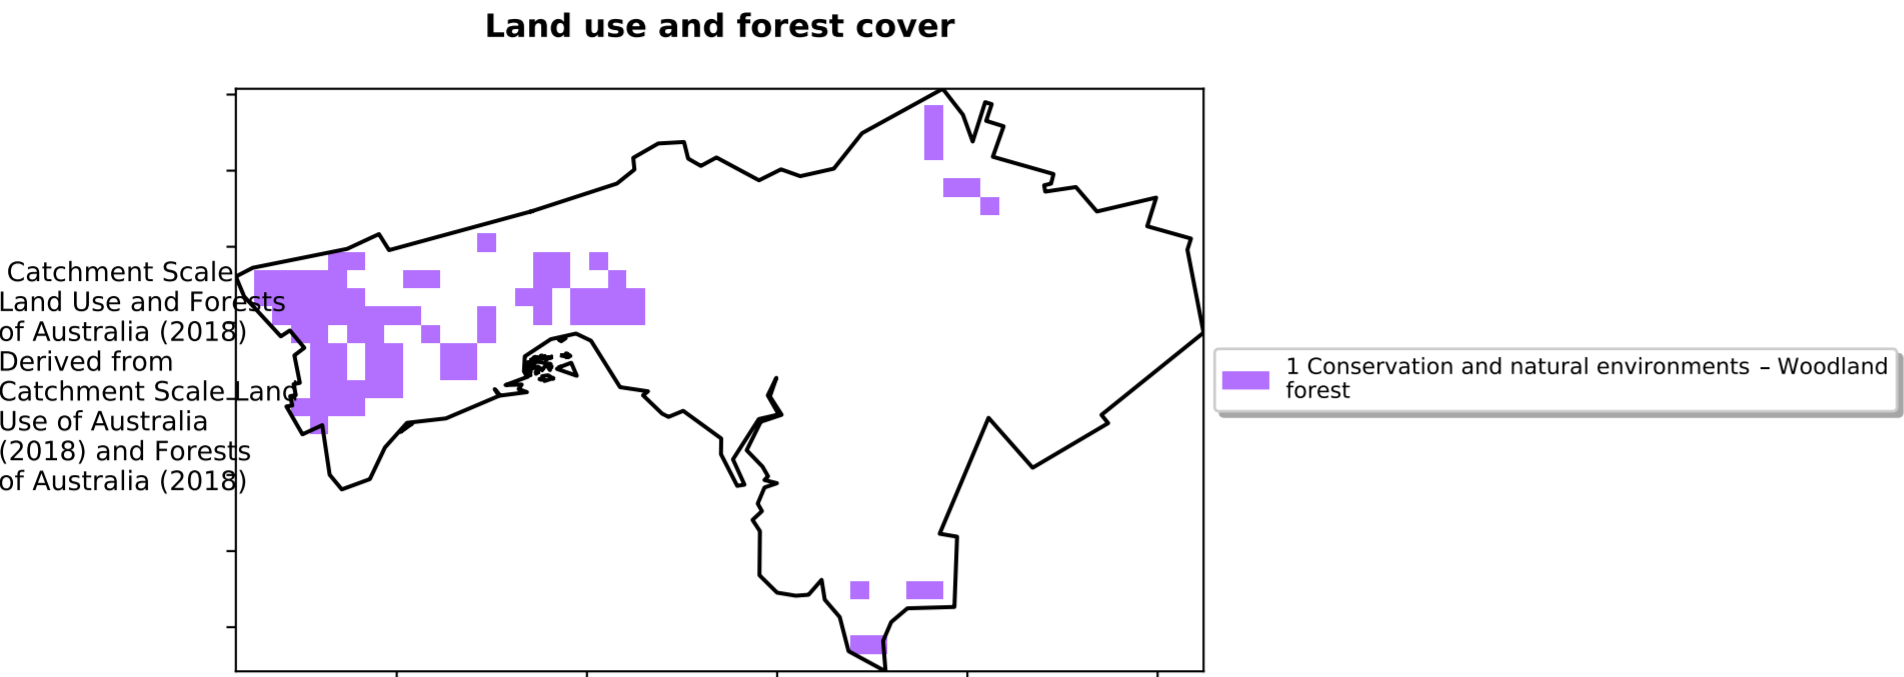 Land use and forest cover
Catchment Scale
Land Use and Forests
of Australia (2018)
Derived from
Catchment Scale Land
Use of Australia
(2018) and Forests
of Australia (2018)
1 Conservation and natural environments – Woodland
forest